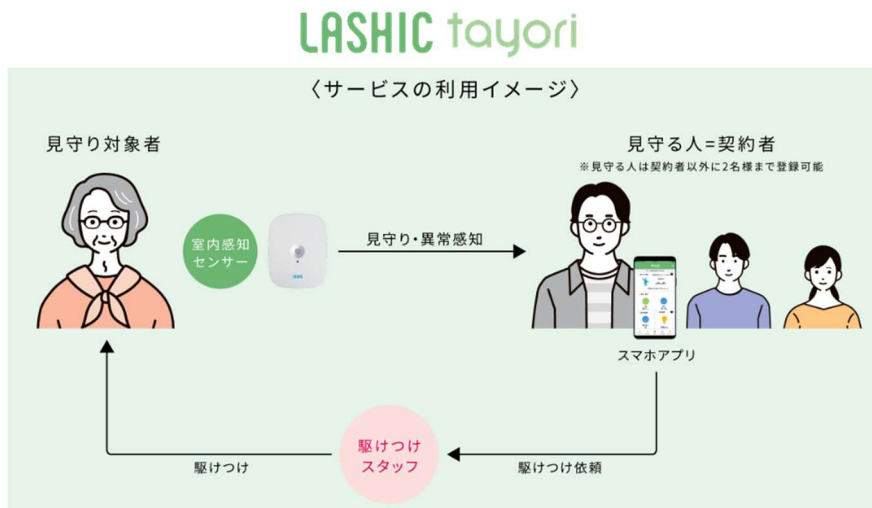 LASHIC tayori
〈サービスの利用イメージ〉
見守り対象者
見守る人=契約者
※見守る人は契約者以外に2名様まで登録可能
室内感知
センサー
見守り・異常感知
スマホアプリ
駆けつけ
スタッフ
駆けつけ
駆けつけ依頼